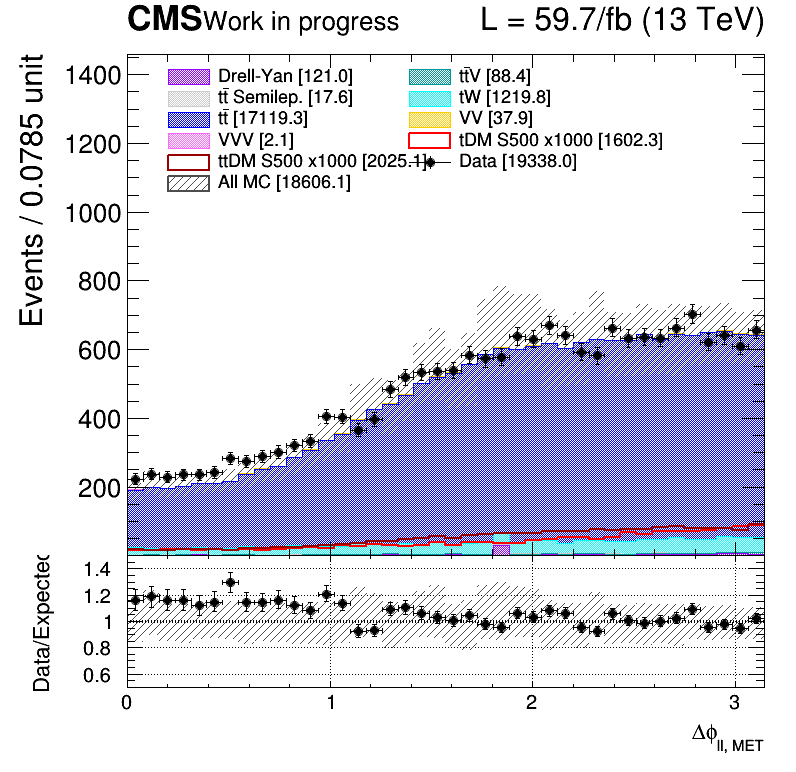 CMS Work in progress L = 59.7/fb (13 TeV)
Events / 0.0785 unit
1400
1200
1000
800
600
400
200
Drell-Yan [121.0]
tt̄V [88.4]
tt̄ Semilep. [17.6]
tW [1219.8]
tt̄ [17119.3]
VV [37.9]
VVV [2.1]
tDM S500 x1000 [1602.3]
ttDM S500 x1000 [2025.1]
Data [19338.0]
All MC [18606.1]
Data/Expected
1.4
1.2
1
0.8
0.6
0 1 2 3
Δϕll, MET